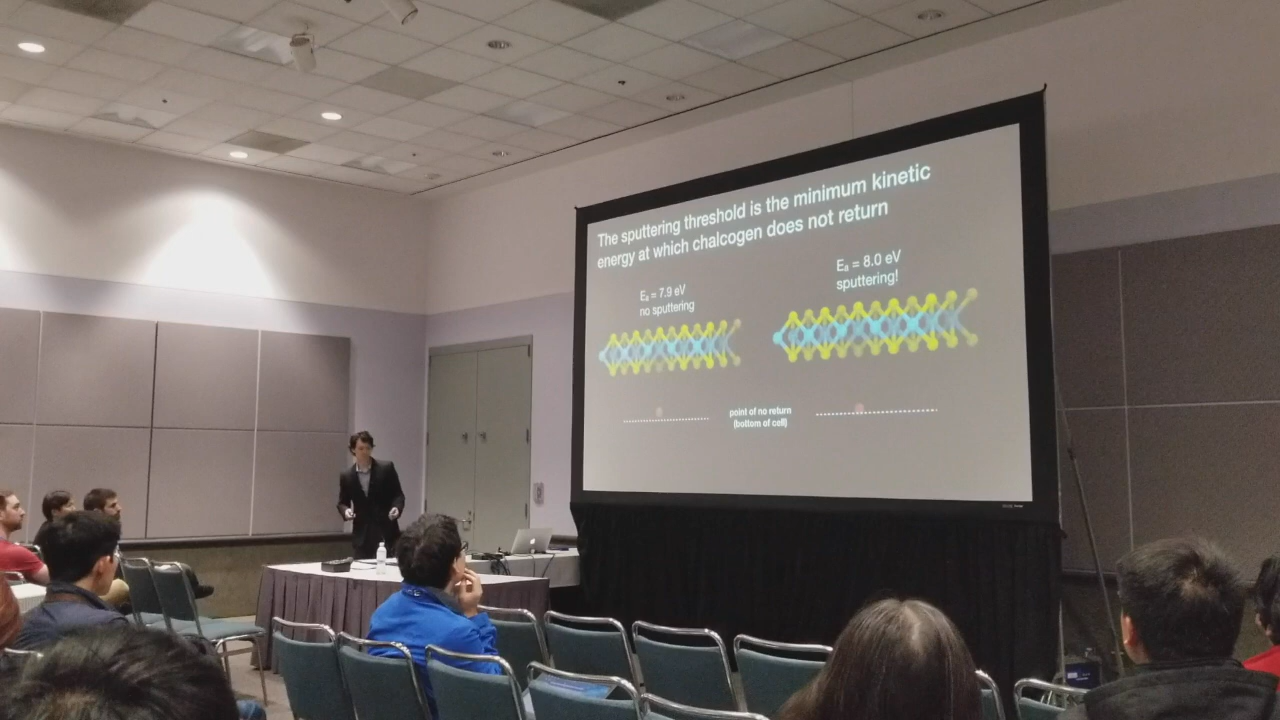 The sputtering threshold is the minimum kinetic
energy at which chalcogen does not return
Eₐ = 7.9 eV
no sputtering
Eₐ = 8.0 eV
sputtering!
point of no return
(bottom of cell)